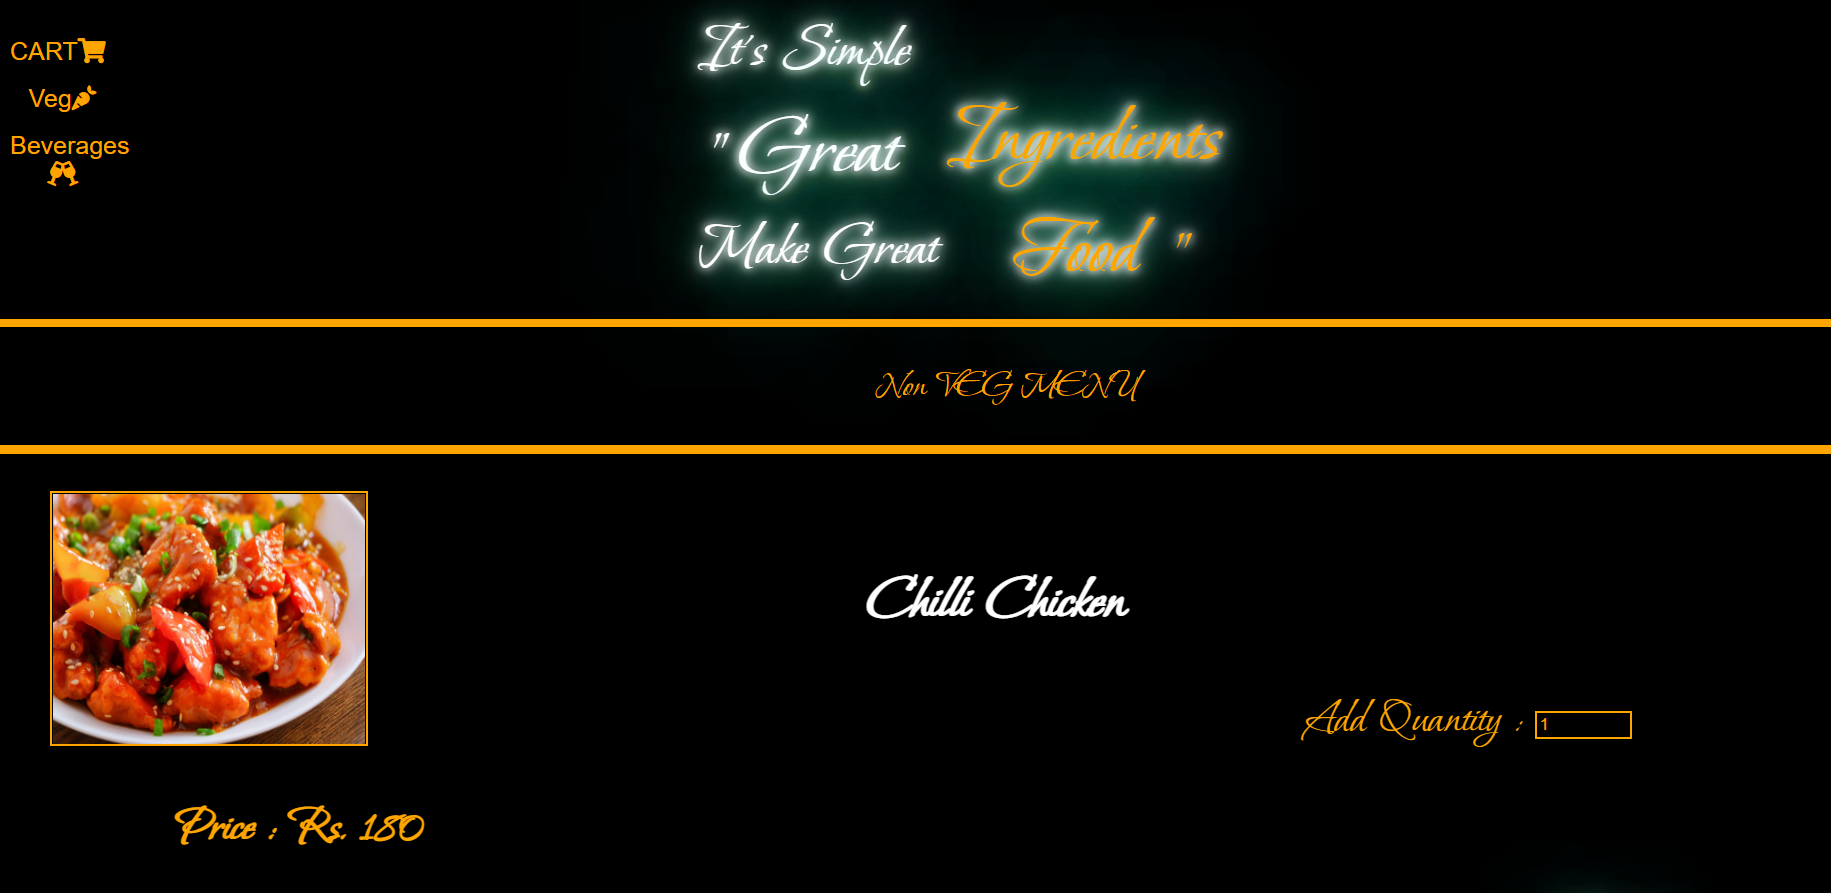 CART
Veg
Beverages
It's Simple
"Great Ingredients
Make Great Food "
Non VEG MENU
Chilli Chicken
Add Quantity : 1
Price : Rs. 180